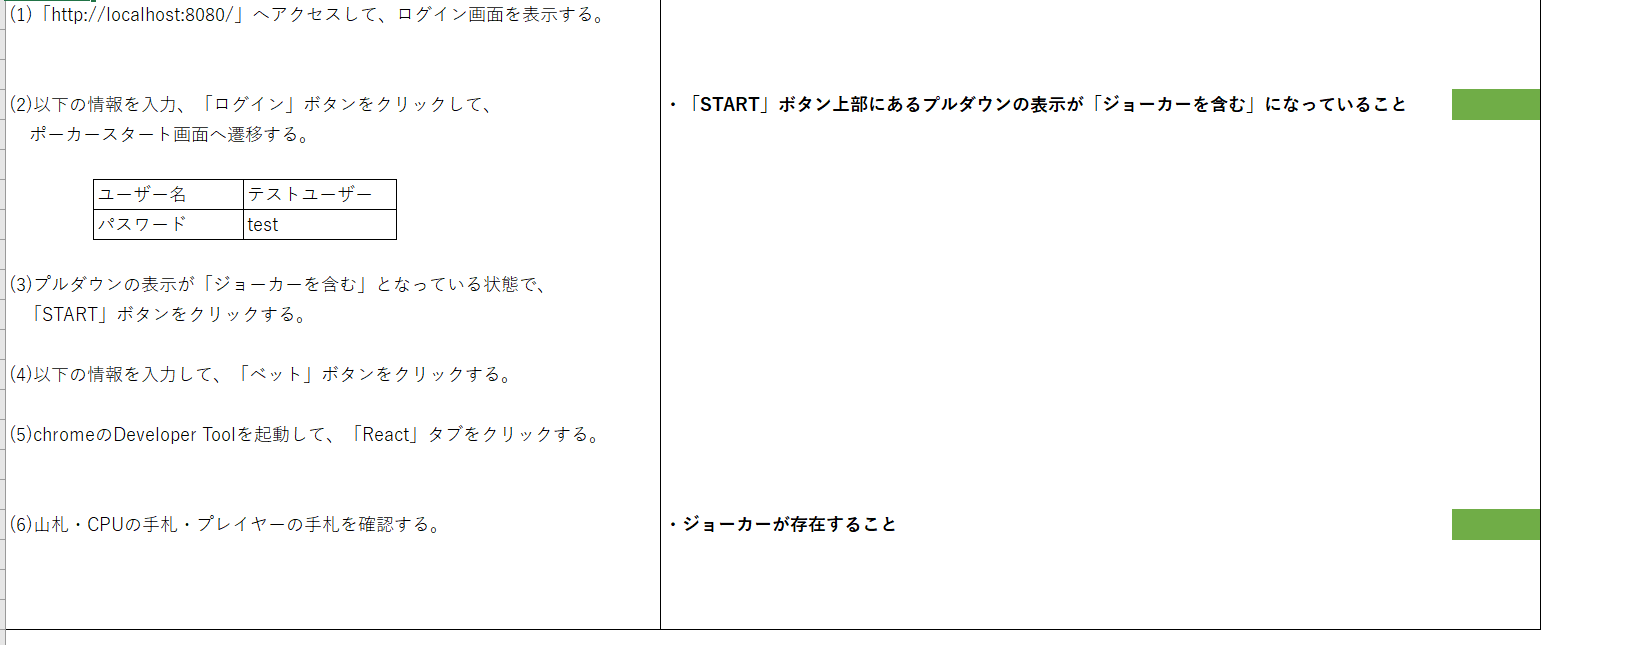 (1)「http://localhost:8080/」へアクセスして、ログイン画面を表示する。
(2)以下の情報を入力、「ログイン」ボタンをクリックして、
ポーカースタート画面へ遷移する。
・「START」ボタン上部にあるプルダウンの表示が「ジョーカーを含む」になっていること
ユーザー名 テストユーザー
パスワード test
(3)プルダウンの表示が「ジョーカーを含む」となっている状態で、
「START」ボタンをクリックする。
(4)以下の情報を入力して、「ベット」ボタンをクリックする。
(5)chromeのDeveloper Toolを起動して、「React」タブをクリックする。
(6)山札・CPUの手札・プレイヤーの手札を確認する。
・ジョーカーが存在すること